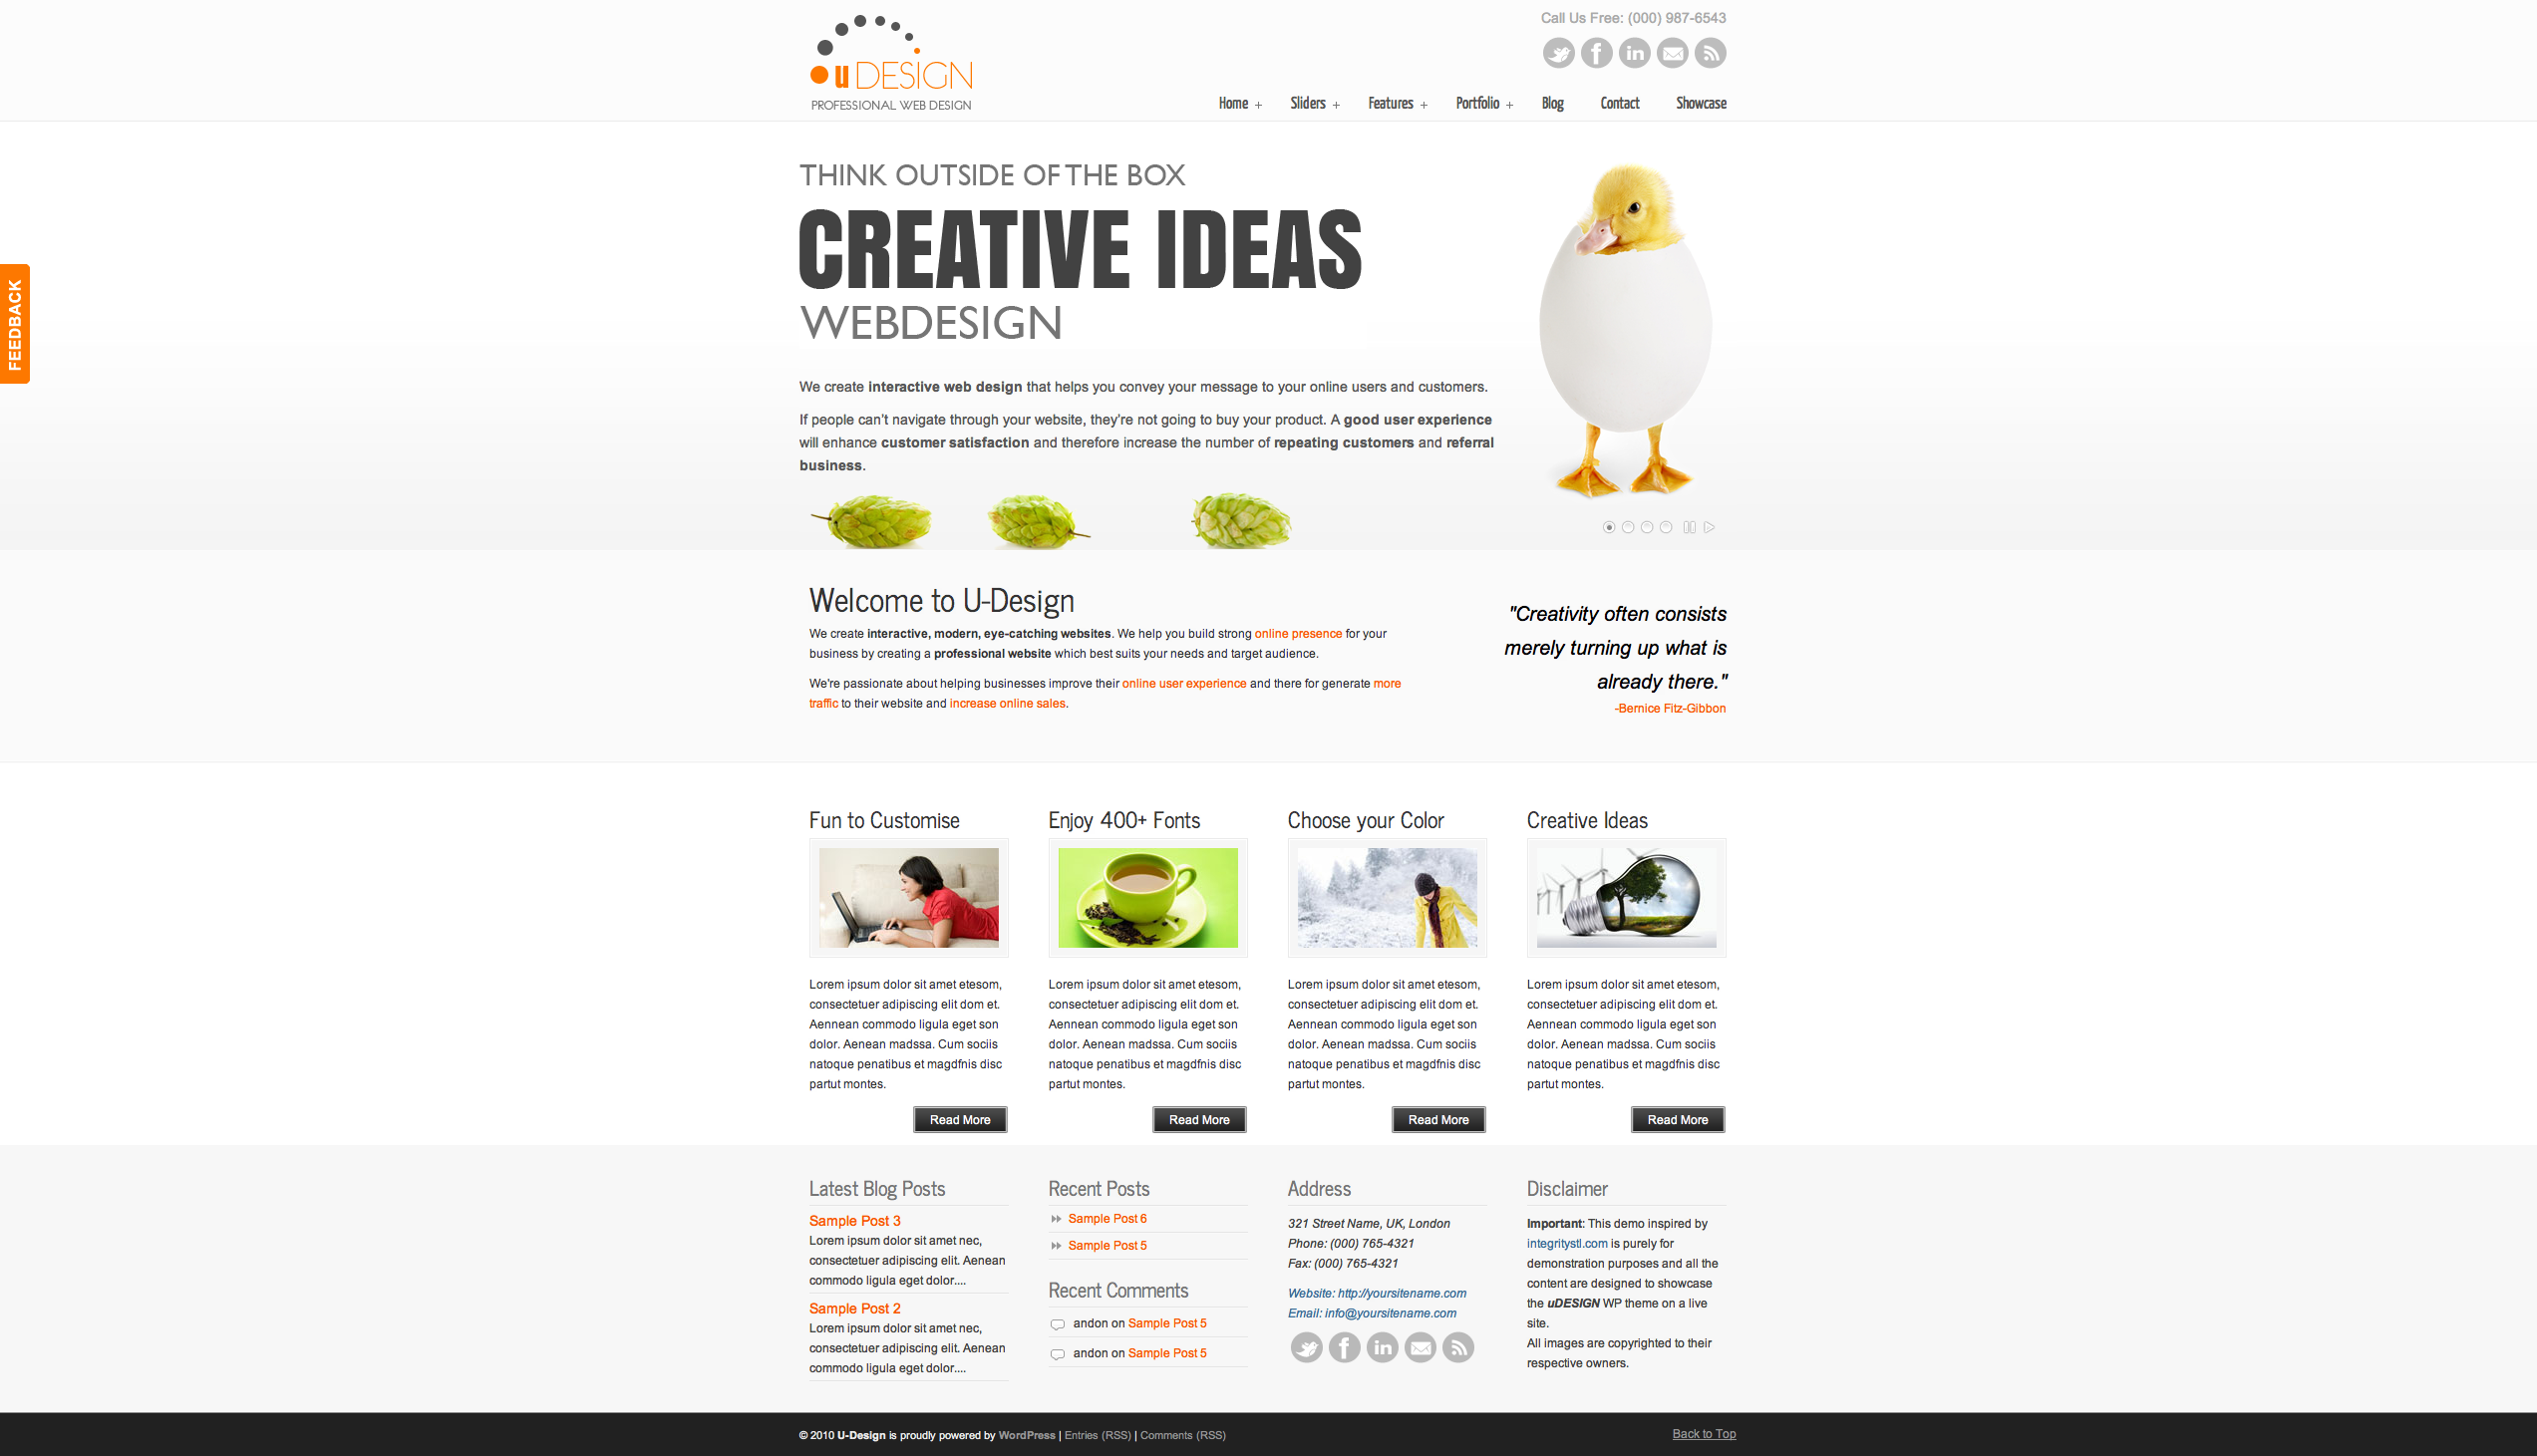 Call Us Free: (000) 987-6543
uDESIGN
PROFESSIONAL WEB DESIGN
Home + Sliders + Features + Portfolio + Blog Contact Showcase
THINK OUTSIDE OF THE BOX
CREATIVE IDEAS
WEBDESIGN
FEEDBACK
We create interactive web design that helps you convey your message to your online users and customers.
If people can't navigate through your website, they're not going to buy your product. A good user experience
will enhance customer satisfaction and therefore increase the number of repeating customers and referral
business.
Welcome to U-Design
We create interactive, modern, eye-catching websites. We help you build strong online presence for your
business by creating a professional website which best suits your needs and target audience.
We're passionate about helping businesses improve their online user experience and there for generate more
traffic to their website and increase online sales.
"Creativity often consists
merely turning up what is
already there."
-Bernice Fitz-Gibbon
Fun to Customise
Lorem ipsum dolor sit amet etesom,
consectetuer adipiscing elit dom et.
Aennean commodo ligula eget son
dolor. Aenean madssa. Cum sociis
natoque penatibus et magdfnis disc
partut montes.
Read More
Enjoy 400+ Fonts
Lorem ipsum dolor sit amet etesom,
consectetuer adipiscing elit dom et.
Aennean commodo ligula eget son
dolor. Aenean madssa. Cum sociis
natoque penatibus et magdfnis disc
partut montes.
Read More
Choose your Color
Lorem ipsum dolor sit amet etesom,
consectetuer adipiscing elit dom et.
Aennean commodo ligula eget son
dolor. Aenean madssa. Cum sociis
natoque penatibus et magdfnis disc
partut montes.
Read More
Creative Ideas
Lorem ipsum dolor sit amet etesom,
consectetuer adipiscing elit dom et.
Aennean commodo ligula eget son
dolor. Aenean madssa. Cum sociis
natoque penatibus et magdfnis disc
partut montes.
Read More
Latest Blog Posts
Sample Post 3
Lorem ipsum dolor sit amet nec,
consectetuer adipiscing elit. Aenean
commodo ligula eget dolor....
Sample Post 2
Lorem ipsum dolor sit amet nec,
consectetuer adipiscing elit. Aenean
commodo ligula eget dolor....
Recent Posts
Sample Post 6
Sample Post 5
Recent Comments
andon on Sample Post 5
andon on Sample Post 5
Address
321 Street Name, UK, London
Phone: (000) 765-4321
Fax: (000) 765-4321
Website: http://yoursitename.com
Email: info@yoursitename.com
Disclaimer
Important: This demo inspired by
integritystl.com is purely for
demonstration purposes and all the
content are designed to showcase
the uDESIGN WP theme on a live
site.
All images are copyrighted to their
respective owners.
© 2010 U-Design is proudly powered by WordPress | Entries (RSS) | Comments (RSS)
Back to Top